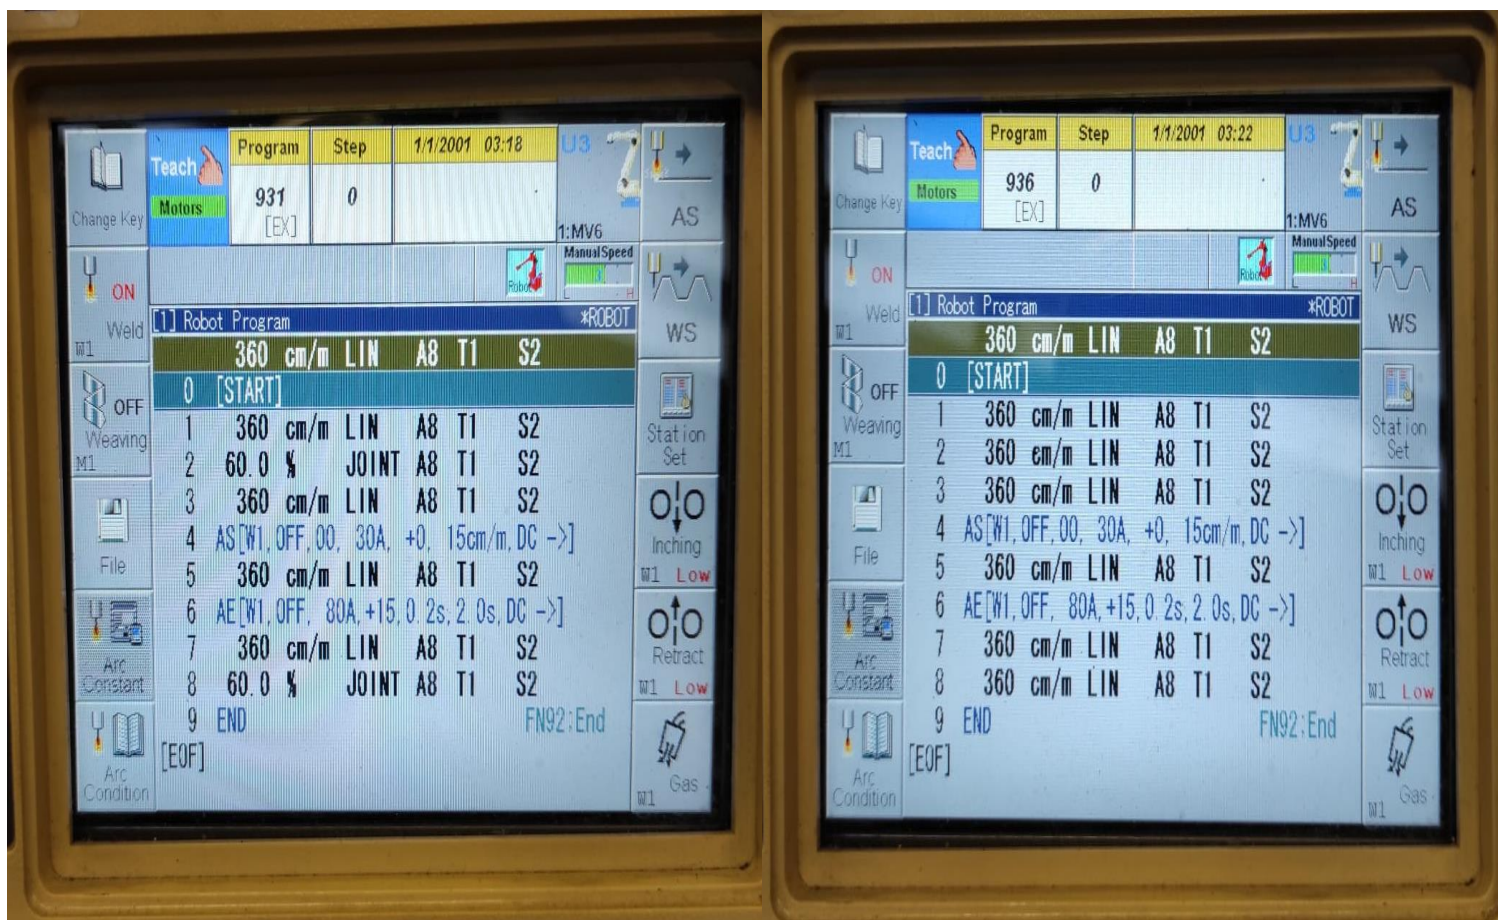 Change Key
Teach
Motors
Program
931
[EX]
Step
0
1/1/2001 03:18
U3
1:MV6
AS
ON
Weld
W1
Robot
Manual Speed
3
L H
WS
[1] Robot Program *ROBOT
360 cm/m LIN A8 T1 S2
0 [START]
1 360 cm/m LIN A8 T1 S2
2 60.0 % JOINT A8 T1 S2
3 360 cm/m LIN A8 T1 S2
4 AS[W1,OFF,00, 30A, +0, 15cm/m,DC ->]
5 360 cm/m LIN A8 T1 S2
6 AE[W1,OFF, 80A,+15,0.2s,2.0s,DC ->]
7 360 cm/m LIN A8 T1 S2
8 60.0 % JOINT A8 T1 S2
9 END FN92;End
[EOF]
OFF
Weaving
M1
File
Arc
Constant
Arc
Condition
Station
Set
Inching
W1 Low
Retract
W1 Low
Gas
W1
Change Key
Teach
Motors
Program
936
[EX]
Step
0
1/1/2001 03:22
U3
1:MV6
AS
ON
Weld
W1
Robot
Manual Speed
3
L H
WS
[1] Robot Program *ROBOT
360 cm/m LIN A8 T1 S2
0 [START]
1 360 cm/m LIN A8 T1 S2
2 360 cm/m LIN A8 T1 S2
3 360 cm/m LIN A8 T1 S2
4 AS[W1,OFF,00, 30A, +0, 15cm/m,DC ->]
5 360 cm/m LIN A8 T1 S2
6 AE[W1,OFF, 80A,+15,0.2s,2.0s,DC ->]
7 360 cm/m LIN A8 T1 S2
8 360 cm/m LIN A8 T1 S2
9 END FN92;End
[EOF]
OFF
Weaving
M1
File
Arc
Constant
Arc
Condition
Station
Set
Inching
W1 Low
Retract
W1 Low
Gas
W1